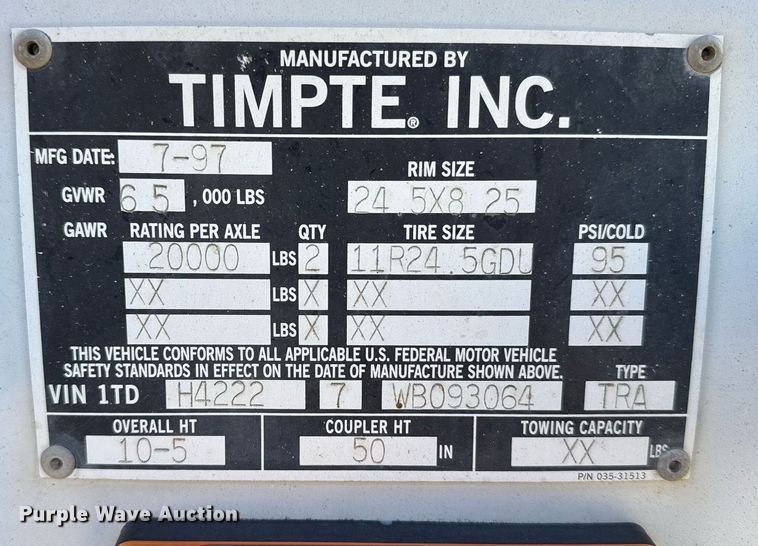 MANUFACTURED BY
TIMPTE® INC.
MFG DATE: 7-97 RIM SIZE
GVWR 65 ,000 LBS 24.5X8.25
GAWR RATING PER AXLE QTY TIRE SIZE PSI/COLD
20000 LBS 2 11R24.5GDU 95
XX LBS X XX XX
XX LBS X XX XX
THIS VEHICLE CONFORMS TO ALL APPLICABLE U.S. FEDERAL MOTOR VEHICLE
SAFETY STANDARDS IN EFFECT ON THE DATE OF MANUFACTURE SHOWN ABOVE. TYPE
VIN 1TD H4222 7 WB093064 TRA
OVERALL HT COUPLER HT TOWING CAPACITY
10-5 50 IN XX LBS
P/N 035-31513
Purple Wave Auction